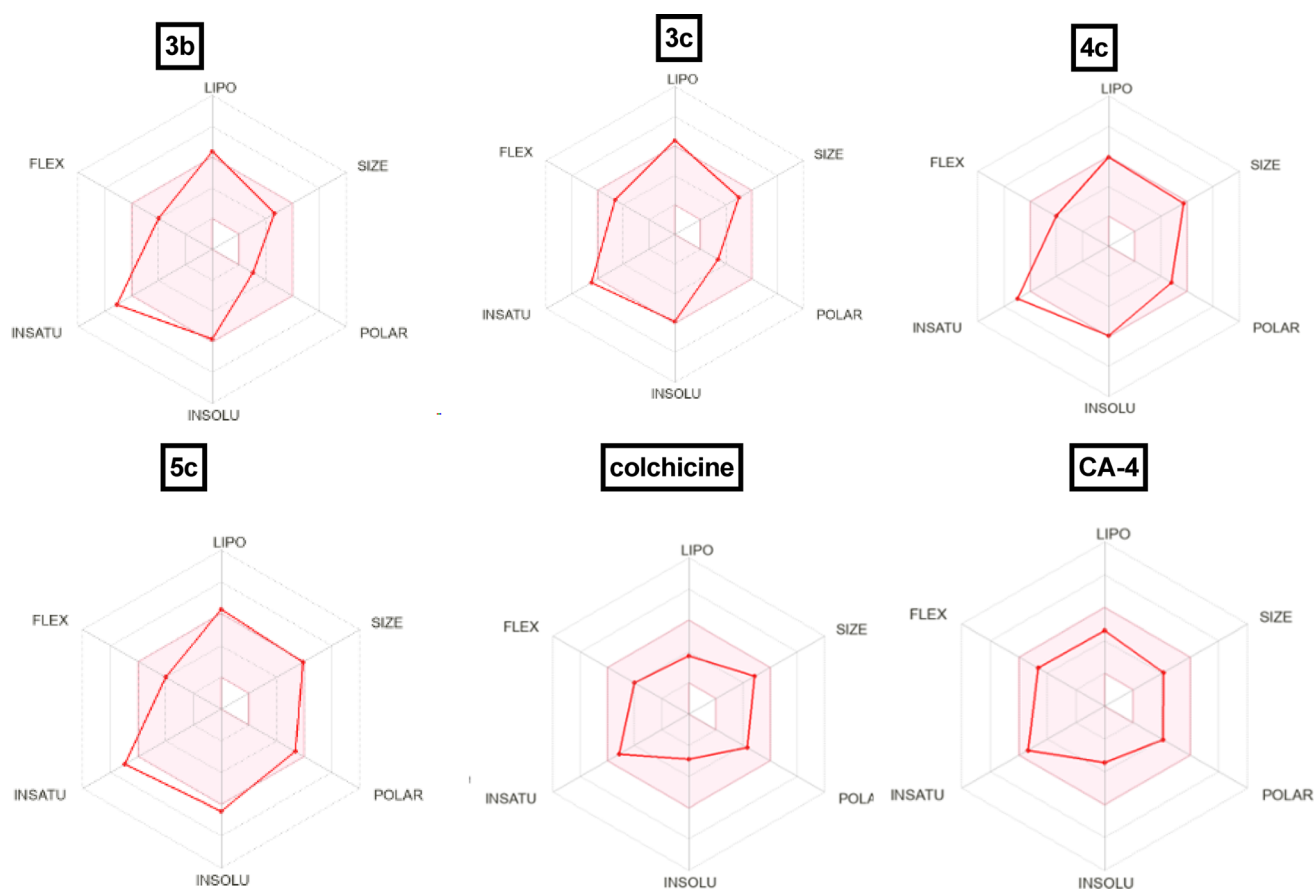 3b
LIPO
FLEX
SIZE
INSATU
POLAR
INSOLU
3c
LIPO
FLEX
SIZE
INSATU
POLAR
INSOLU
4c
LIPO
FLEX
SIZE
INSATU
POLAR
INSOLU
5c
LIPO
FLEX
SIZE
INSATU
POLAR
INSOLU
colchicine
LIPO
FLEX
SIZE
INSATU
POLA
INSOLU
CA-4
LIPO
FLEX
SIZE
INSATU
POLAR
INSOLU